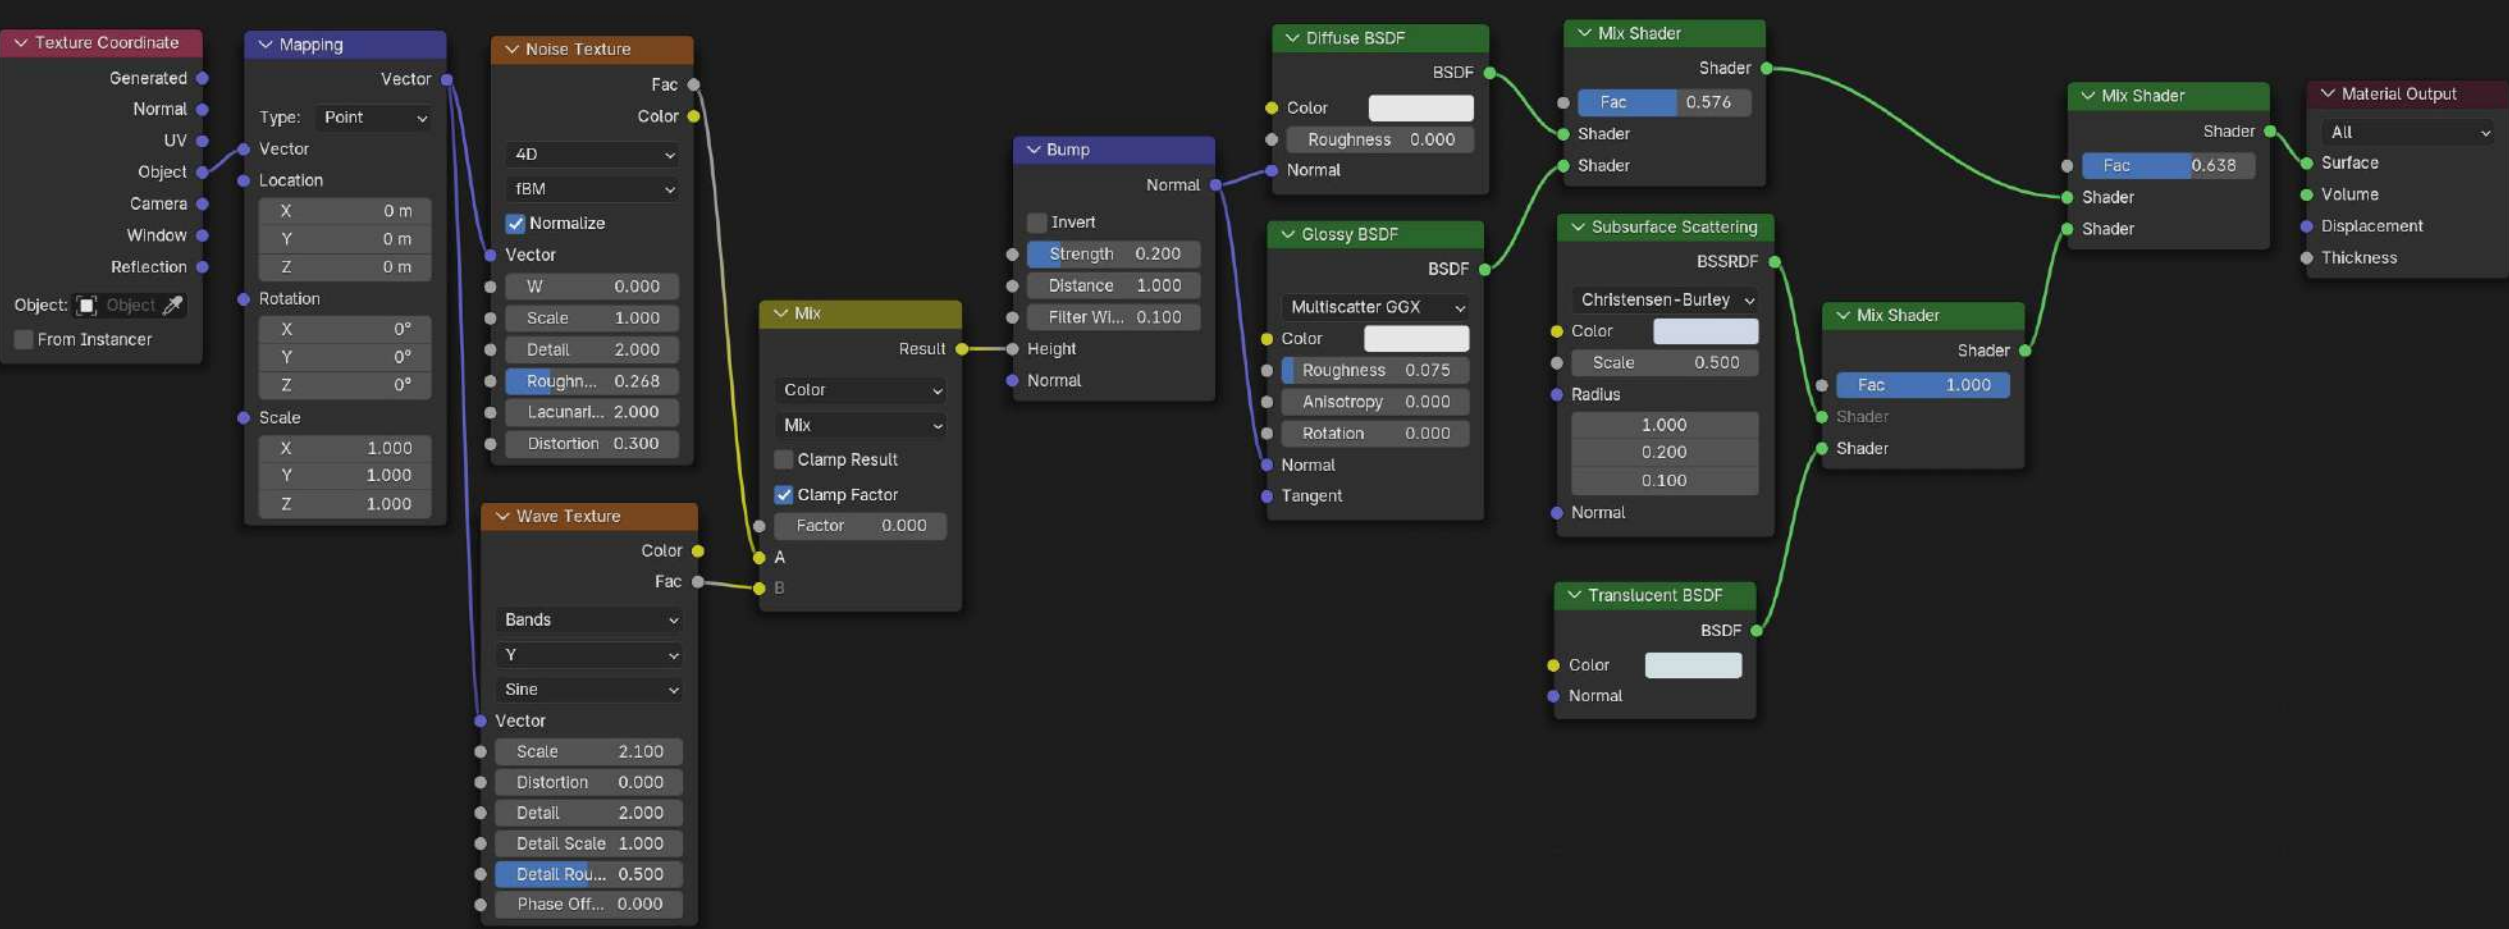 Texture Coordinate
Generated
Normal
UV
Object
Camera
Window
Reflection
Object: Object
From Instancer
Mapping
Vector
Type: Point
Vector
Location
X 0 m
Y 0 m
Z 0 m
Rotation
X 0°
Y 0°
Z 0°
Scale
X 1.000
Y 1.000
Z 1.000
Noise Texture
Fac
Color
4D
fBM
Normalize
Vector
W 0.000
Scale 1.000
Detail 2.000
Roughn... 0.268
Lacunari... 2.000
Distortion 0.300
Wave Texture
Color
Fac
Bands
Y
Sine
Vector
Scale 2.100
Distortion 0.000
Detail 2.000
Detail Scale 1.000
Detail Rou... 0.500
Phase Off... 0.000
Mix
Result
Color
Mix
Clamp Result
Clamp Factor
Factor 0.000
A
B
Bump
Normal
Invert
Strength 0.200
Distance 1.000
Filter Wi... 0.100
Height
Normal
Diffuse BSDF
BSDF
Color
Roughness 0.000
Normal
Glossy BSDF
BSDF
Multiscatter GGX
Color
Roughness 0.075
Anisotropy 0.000
Rotation 0.000
Normal
Tangent
Mix Shader
Shader
Fac 0.576
Shader
Shader
Subsurface Scattering
BSSRDF
Christensen-Burley
Color
Scale 0.500
Radius
1.000
0.200
0.100
Normal
Translucent BSDF
BSDF
Color
Normal
Mix Shader
Shader
Fac 1.000
Shader
Shader
Mix Shader
Shader
Fac 0.638
Shader
Shader
Material Output
All
Surface
Volume
Displacement
Thickness